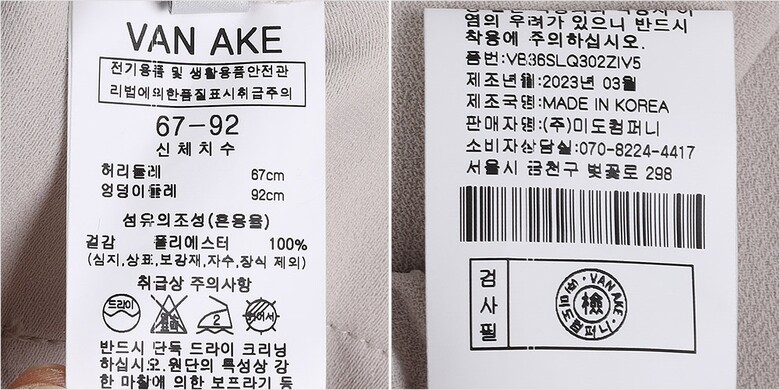 VAN AKE
전기용품 및 생활용품안전관
리법에의한품질표시취급주의
67-92
신체치수
허리둘레 67cm
엉덩이둘레 92cm
섬유의조성(혼용율)
겉감 폴리에스터 100%
(심지,상표,보강재,자수,장식 제외)
취급상 주의사항
드라이
2
반드시 단독 드라이 크리닝
하십시오.원단의 특성상 강
한 마찰에 의한 보프라기 등
염의 우려가 있으니 반드시
착용에 주의하십시오.
품번:VB36SLQ302ZIV5
제조년월:2023년 03월
제조국명:MADE IN KOREA
판매자명:(주)미도컴퍼니
소비자상담실:070-8224-4417
서울시 금천구 벚꽃로 298
검사필
VAN AKE
檢
(주)미도컴퍼니